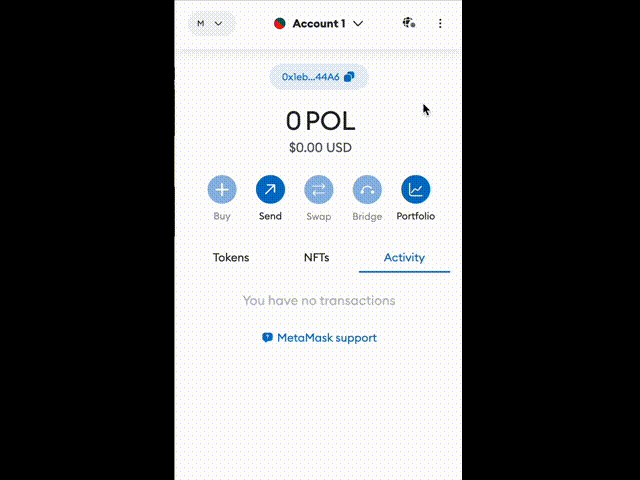 M Account 1
0x1eb...44A6
0 POL
$0.00 USD
Buy Send Swap Bridge Portfolio
Tokens NFTs Activity
You have no transactions
MetaMask support